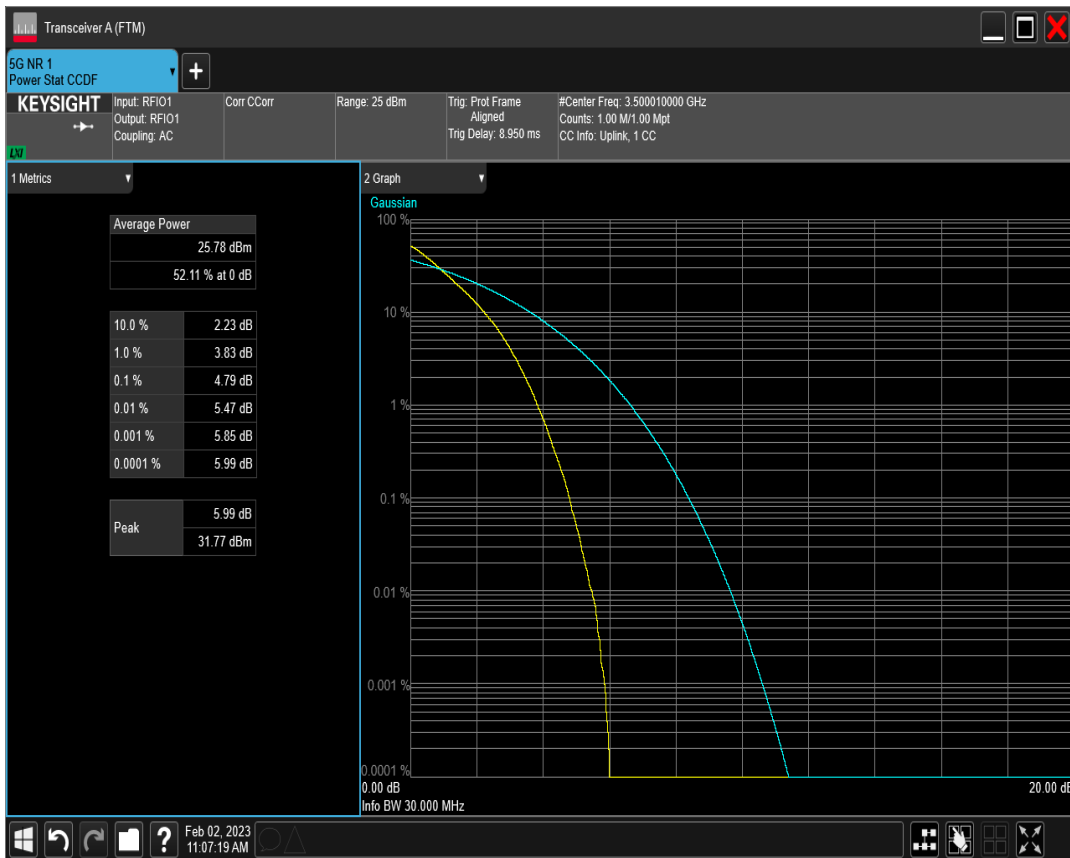 Transceiver A (FTM)
5G NR 1
Power Stat CCDF
KEYSIGHT
LXI
Input: RFIO1
Output: RFIO1
Coupling: AC
Corr CCorr
Range: 25 dBm
Trig: Prot Frame
Aligned
Trig Delay: 8.950 ms
#Center Freq: 3.500010000 GHz
Counts: 1.00 M/1.00 Mpt
CC Info: Uplink, 1 CC
1 Metrics
Average Power
25.78 dBm
52.11 % at 0 dB
10.0 % 2.23 dB
1.0 % 3.83 dB
0.1 % 4.79 dB
0.01 % 5.47 dB
0.001 % 5.85 dB
0.0001 % 5.99 dB
Peak
5.99 dB
31.77 dBm
2 Graph
Gaussian
100 %
10 %
1 %
0.1 %
0.01 %
0.001 %
0.0001 %
0.00 dB 20.00 dB
Info BW 30.000 MHz
? Feb 02, 2023
11:07:19 AM